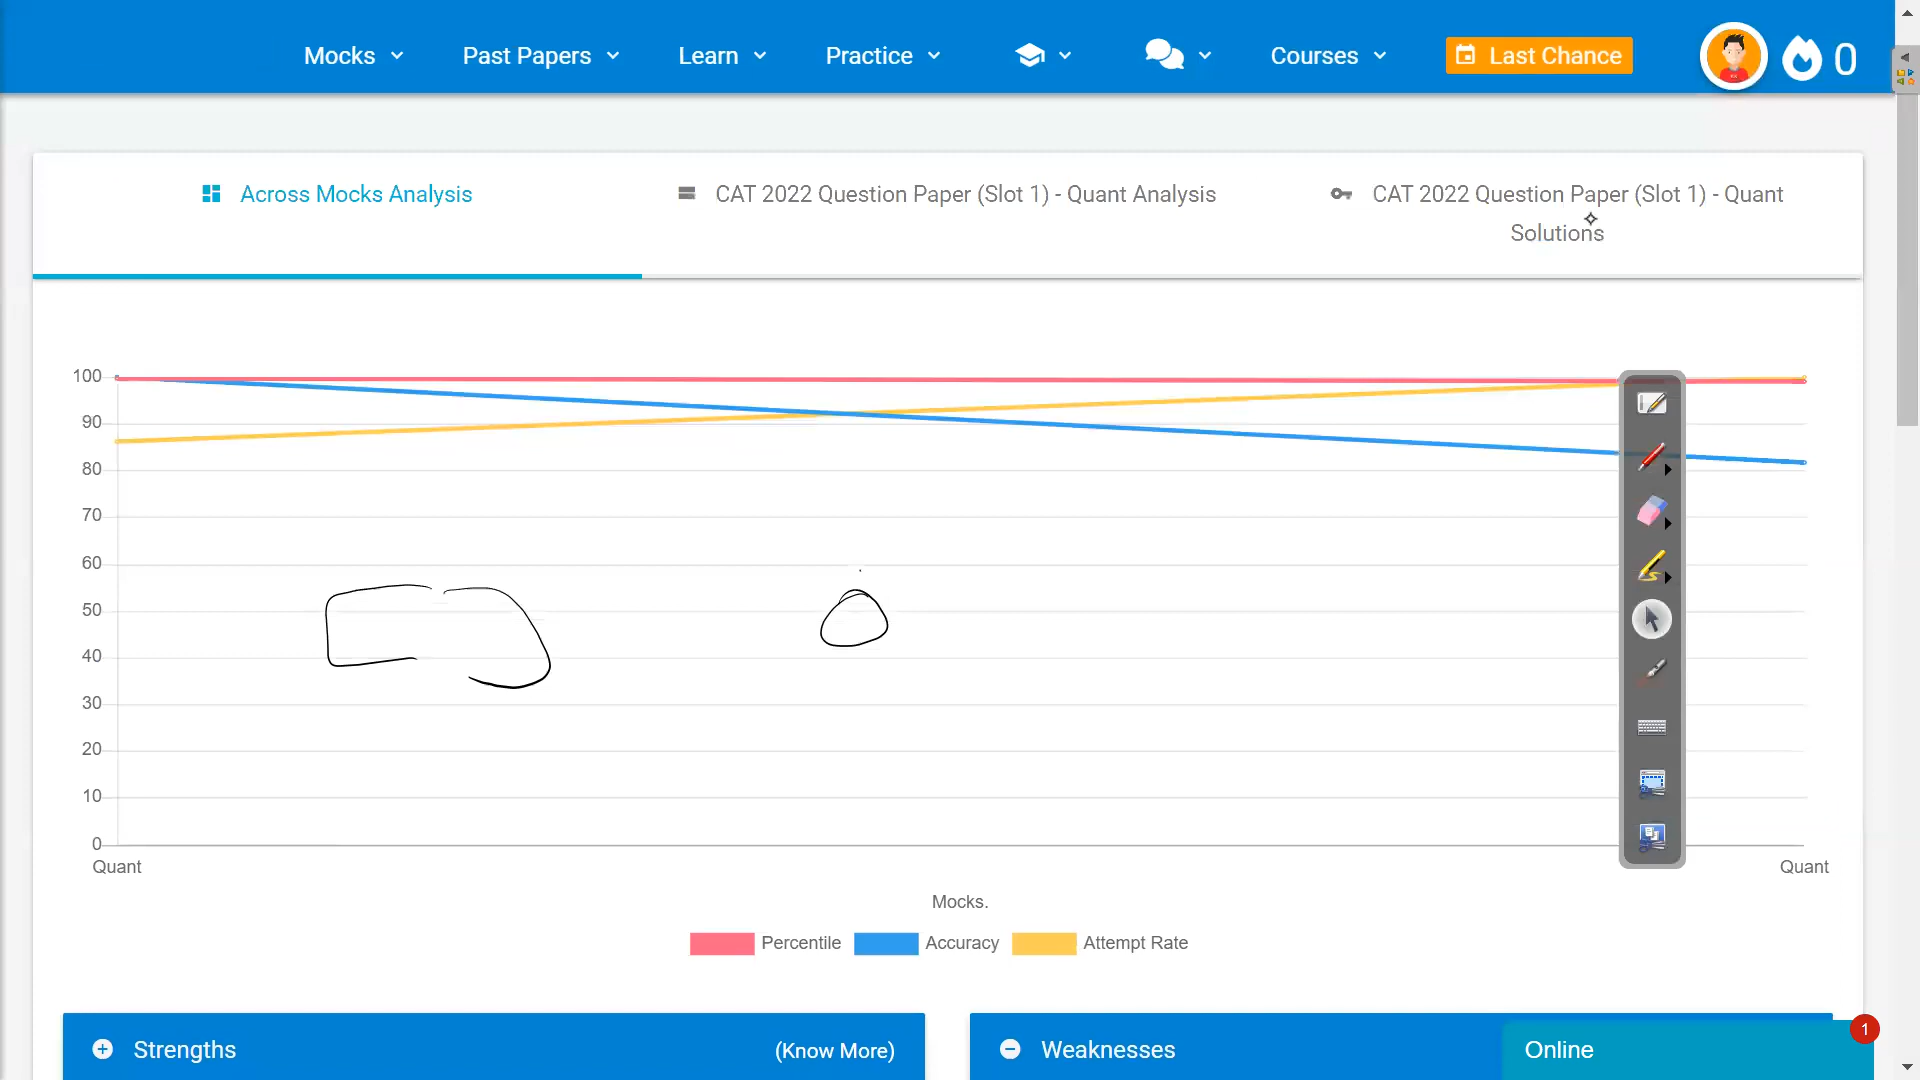 Mocks Past Papers Learn Practice Courses Last Chance 0
Across Mocks Analysis
CAT 2022 Question Paper (Slot 1) - Quant Analysis
CAT 2022 Question Paper (Slot 1) - Quant
Solutions
100
90
80
70
60
50
40
30
20
10
0
Quant Quant
Mocks.
Percentile Accuracy Attempt Rate
Strengths (Know More)
Weaknesses
Online
1